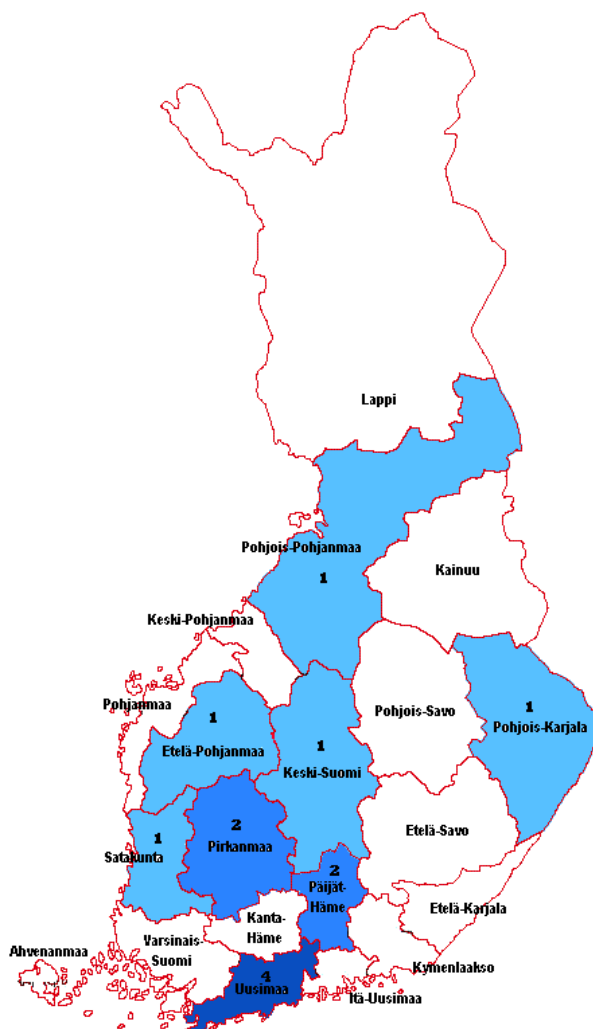 Lappi
Pohjois-Pohjanmaa
1
Kainuu
Keski-Pohjanmaa
Pohjanmaa
1
Etelä-Pohjanmaa
1
Keski-Suomi
Pohjois-Savo
1
Pohjois-Karjala
1
Satakunta
2
Pirkanmaa
2
Päijät-
Häme
Etelä-Savo
Etelä-Karjala
Kanta-
Häme
Varsinais-
Suomi
Ahvenanmaa
Kymenlaakso
4
Uusimaa
Itä-Uusimaa